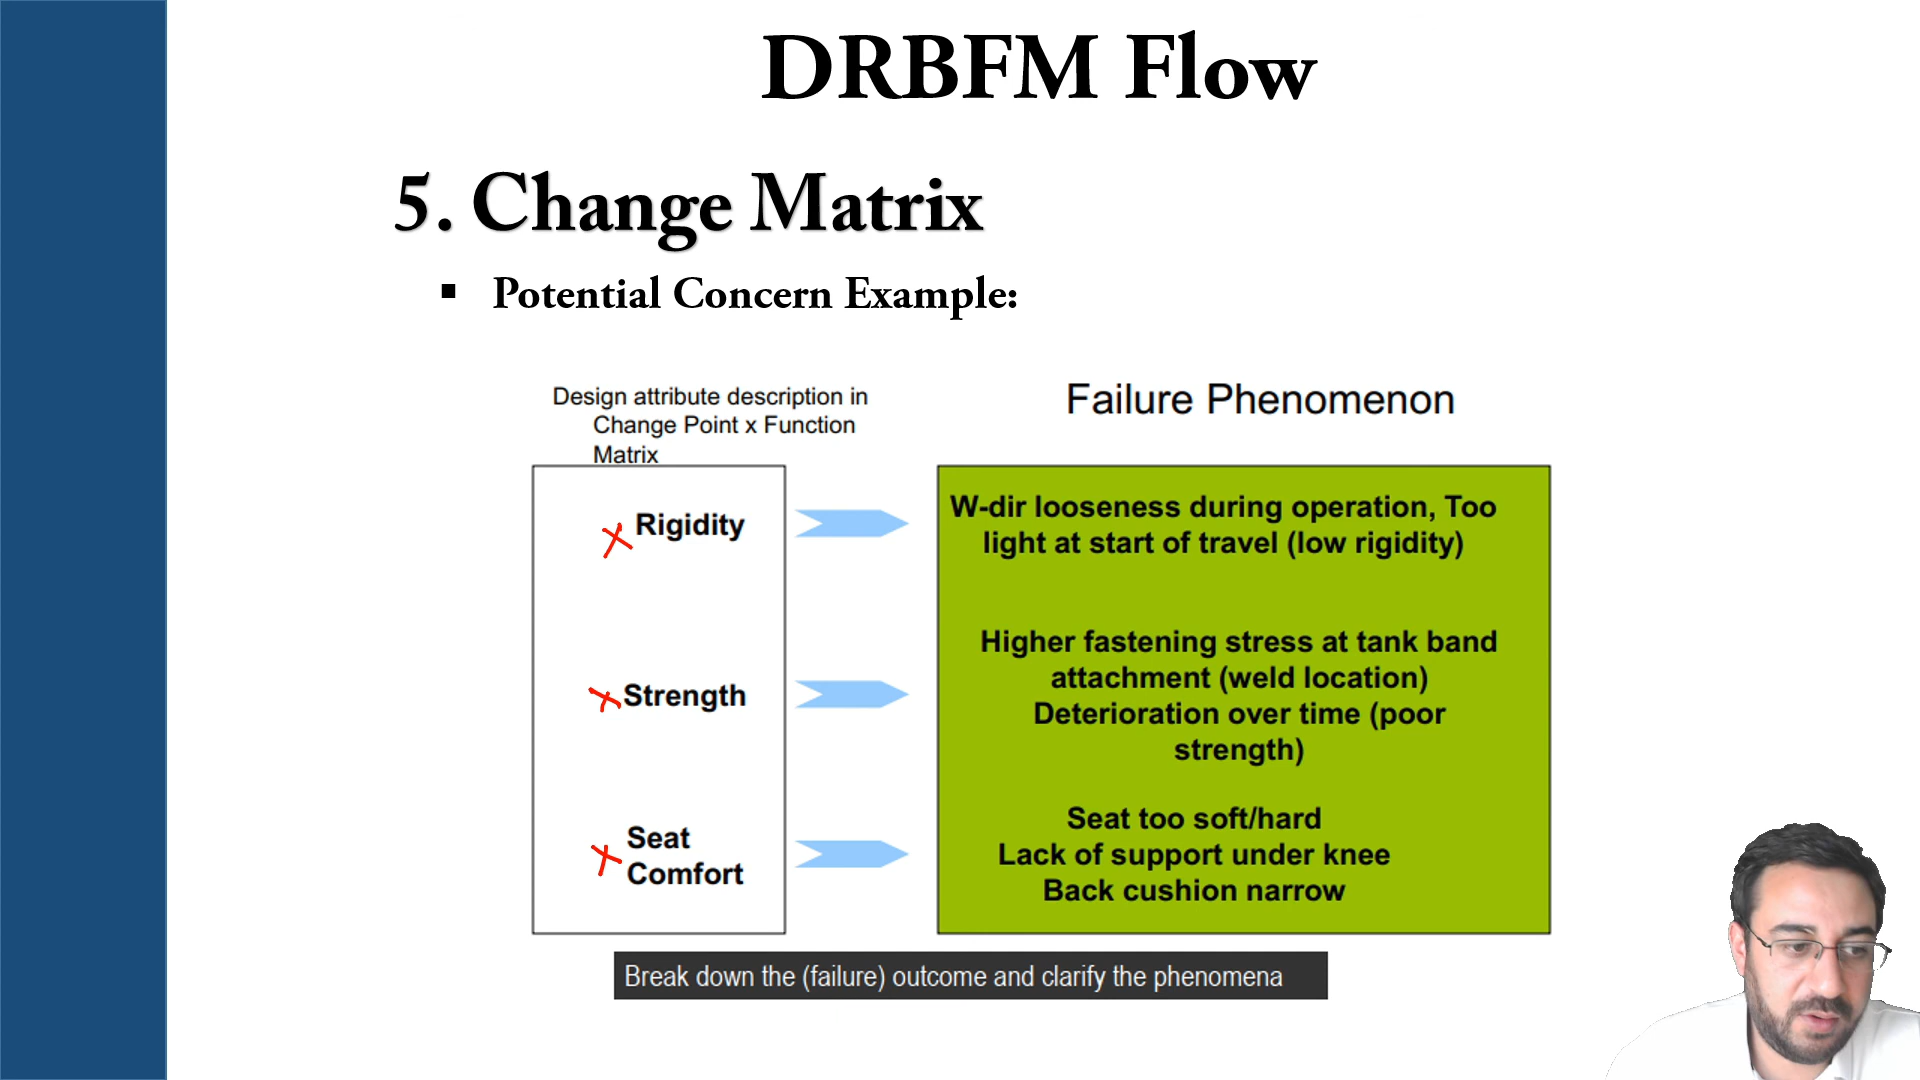 DRBFM Flow
5. Change Matrix
▪ Potential Concern Example:
Design attribute description in
Change Point x Function
Matrix
Failure Phenomenon
Rigidity
W-dir looseness during operation, Too
light at start of travel (low rigidity)
Strength
Higher fastening stress at tank band
attachment (weld location)
Deterioration over time (poor
strength)
Seat
Comfort
Seat too soft/hard
Lack of support under knee
Back cushion narrow
Break down the (failure) outcome and clarify the phenomena